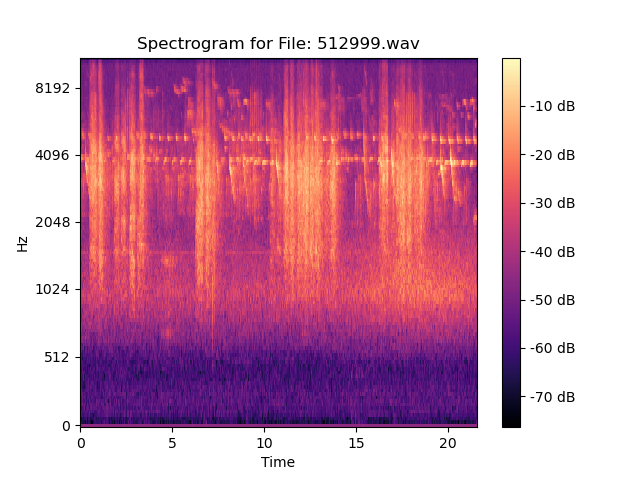 Spectrogram for File: 512999.wav
8192
4096
2048
1024
512
0
Hz
0
5
10
15
20
Time
-10 dB
-20 dB
-30 dB
-40 dB
-50 dB
-60 dB
-70 dB